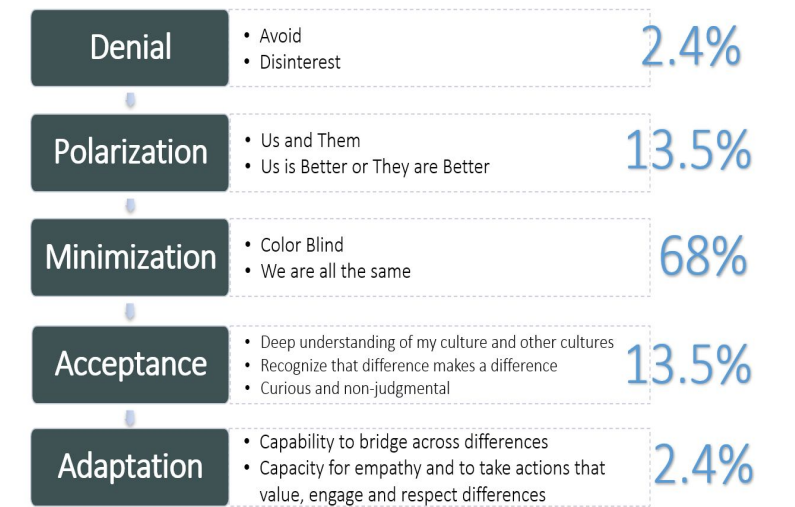 Denial
• Avoid
• Disinterest
2.4%
Polarization
• Us and Them
• Us is Better or They are Better
13.5%
Minimization
• Color Blind
• We are all the same
68%
Acceptance
• Deep understanding of my culture and other cultures
• Recognize that difference makes a difference
• Curious and non-judgmental
13.5%
Adaptation
• Capability to bridge across differences
• Capacity for empathy and to take actions that
value, engage and respect differences
2.4%